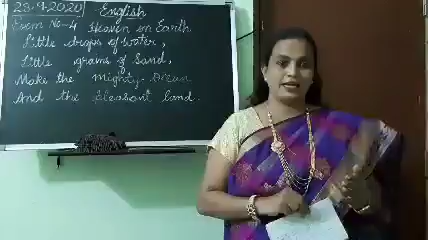 23-9-2020 English
Poem No-4 Heaven on Earth
Little drops of water,
Little grains of sand,
Make the mighty Ocean
And the pleasant land.